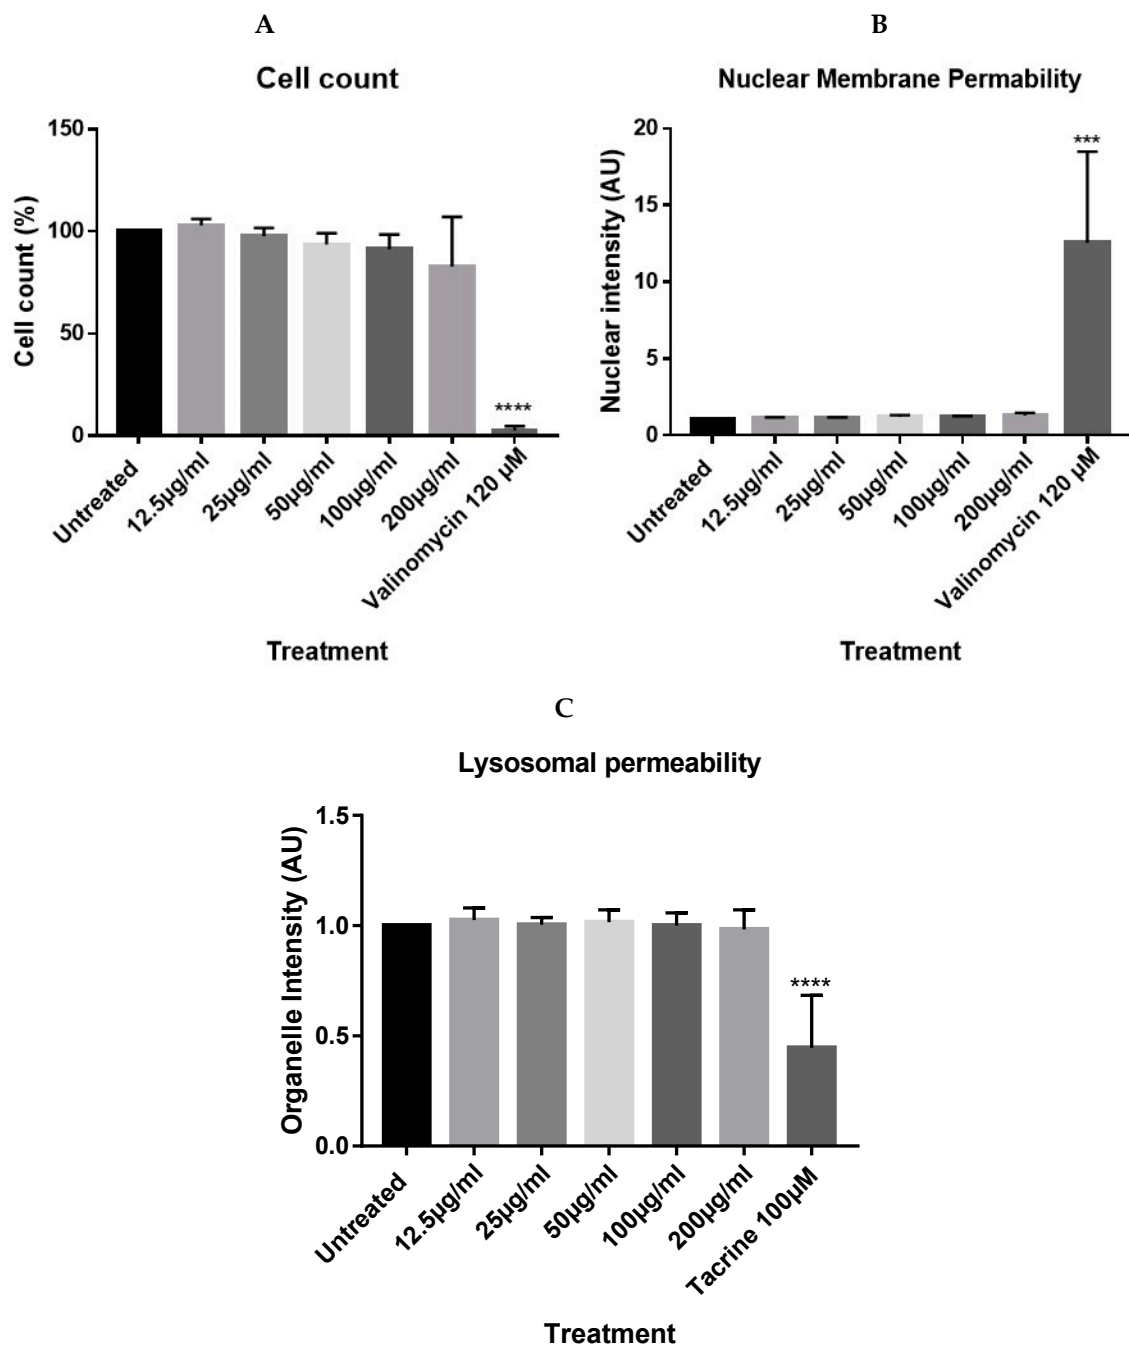 A
Cell count
Cell count (%)
150
100
50
0
****
Untreated
12.5µg/ml
25µg/ml
50µg/ml
100µg/ml
200µg/ml
Valinomycin 120 µM
Treatment
B
Nuclear Membrane Permability
Nuclear intensity (AU)
20
15
10
5
0
***
Untreated
12.5µg/ml
25µg/ml
50µg/ml
100µg/ml
200µg/ml
Valinomycin 120 µM
Treatment
C
Lysosomal permeability
Organelle Intensity (AU)
1.5
1.0
0.5
0.0
****
Untreated
12.5µg/ml
25µg/ml
50µg/ml
100µg/ml
200µg/ml
Tacrine 100µM
Treatment